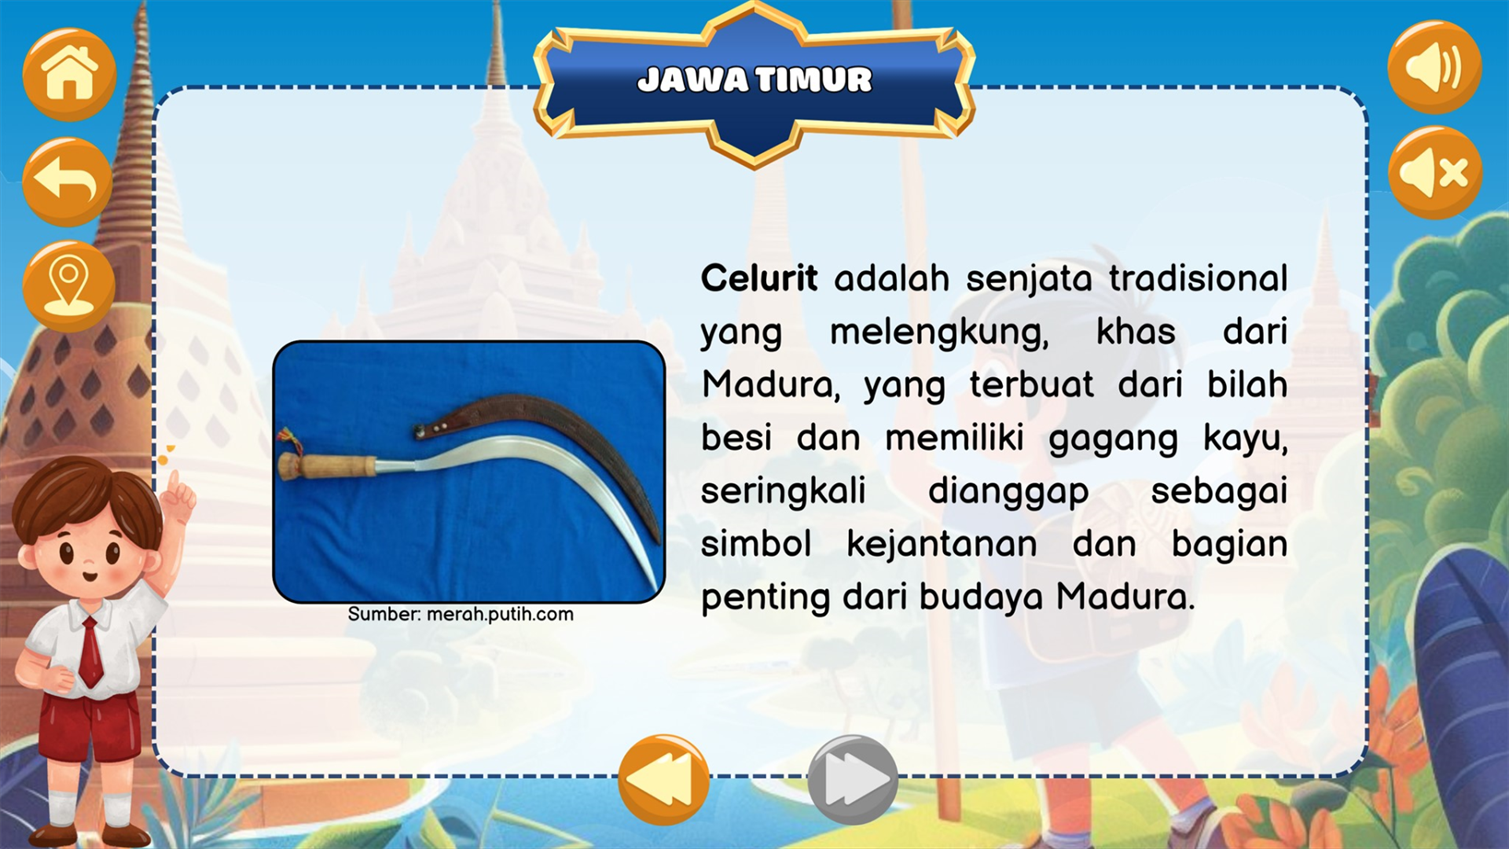 JAWA TIMUR
Celurit adalah senjata tradisional
yang melengkung, khas dari
Madura, yang terbuat dari bilah
besi dan memiliki gagang kayu,
seringkali dianggap sebagai
simbol kejantanan dan bagian
penting dari budaya Madura.
Sumber: merah.putih.com